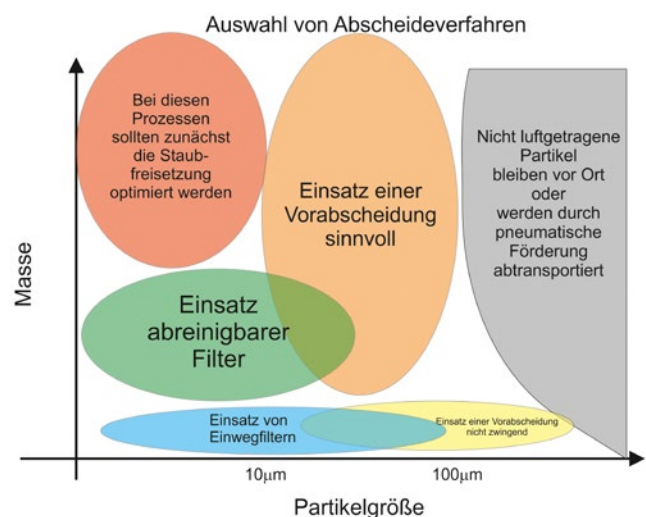 Auswahl von Abscheideverfahren
Bei diesen
Prozessen
sollten zunächst
die Staub-
freisetzung
optimiert werden
Einsatz einer
Vorabscheidung
sinnvoll
Nicht luftgetragene
Partikel
bleiben vor Ort
oder
werden durch
pneumatische
Förderung
abtransportiert
Masse
Einsatz
abreinigbarer
Filter
Einsatz von
Einwegfiltern
Einsatz einer Vorabscheidung
nicht zwingend
10µm
100µm
Partikelgröße